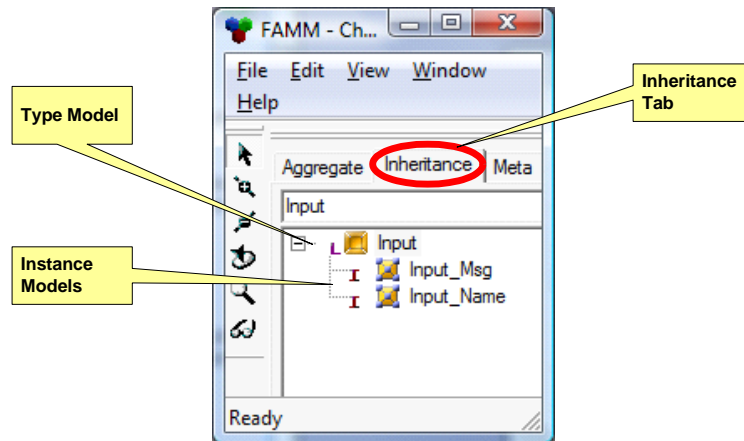 FAMM - Ch...
File Edit View Window
Help
Inheritance
Tab
Type Model
Aggregate Inheritance Meta
Input
Input
Instance
Models
L
I Input_Msg
I Input_Name
Ready